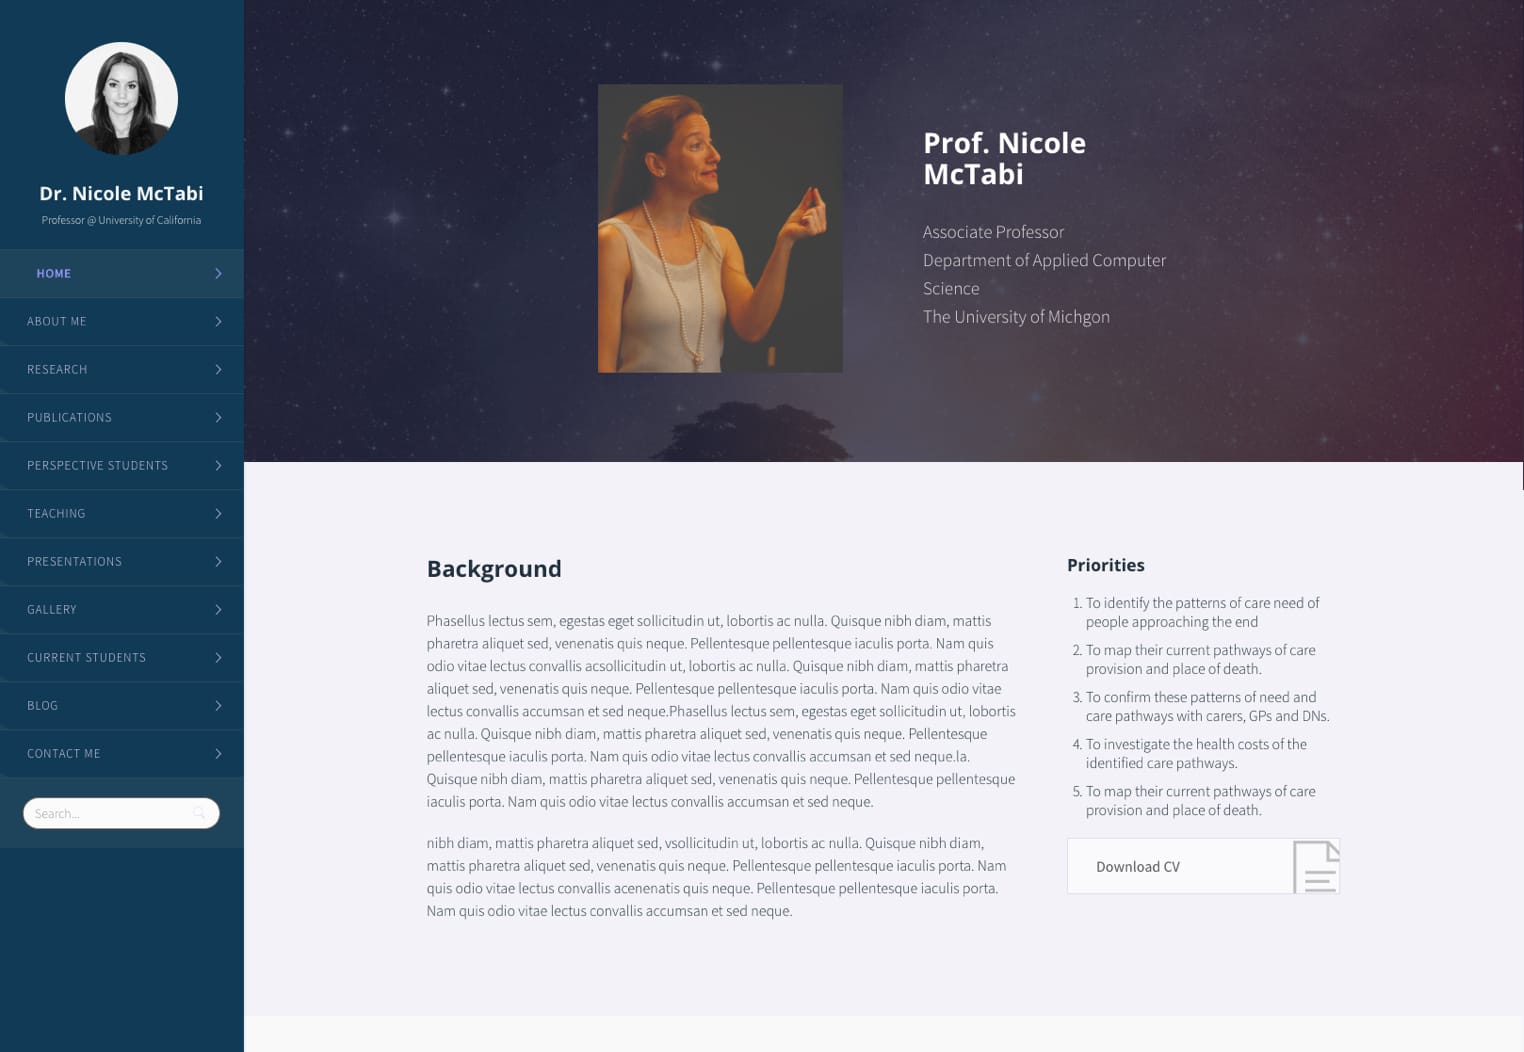 Dr. Nicole McTabi
Professor @ University of California
HOME
ABOUT ME
RESEARCH
PUBLICATIONS
PERSPECTIVE STUDENTS
TEACHING
PRESENTATIONS
GALLERY
CURRENT STUDENTS
BLOG
CONTACT ME
Search...
Prof. Nicole
McTabi
Associate Professor
Department of Applied Computer
Science
The University of Michgon
Background
Phasellus lectus sem, egestas eget sollicitudin ut, lobortis ac nulla. Quisque nibh diam, mattis
pharetra aliquet sed, venenatis quis neque. Pellentesque pellentesque iaculis porta. Nam quis
odio vitae lectus convallis acsollicitudin ut, lobortis ac nulla. Quisque nibh diam, mattis pharetra
aliquet sed, venenatis quis neque. Pellentesque pellentesque iaculis porta. Nam quis odio vitae
lectus convallis accumsan et sed neque.Phasellus lectus sem, egestas eget sollicitudin ut, lobortis
ac nulla. Quisque nibh diam, mattis pharetra aliquet sed, venenatis quis neque. Pellentesque
pellentesque iaculis porta. Nam quis odio vitae lectus convallis accumsan et sed neque.la.
Quisque nibh diam, mattis pharetra aliquet sed, venenatis quis neque. Pellentesque pellentesque
iaculis porta. Nam quis odio vitae lectus convallis accumsan et sed neque.
nibh diam, mattis pharetra aliquet sed, vsollicitudin ut, lobortis ac nulla. Quisque nibh diam,
mattis pharetra aliquet sed, venenatis quis neque. Pellentesque pellentesque iaculis porta. Nam
quis odio vitae lectus convallis acenenatis quis neque. Pellentesque pellentesque iaculis porta.
Nam quis odio vitae lectus convallis accumsan et sed neque.
Priorities
1. To identify the patterns of care need of
people approaching the end
2. To map their current pathways of care
provision and place of death.
3. To confirm these patterns of need and
care pathways with carers, GPs and DNs.
4. To investigate the health costs of the
identified care pathways.
5. To map their current pathways of care
provision and place of death.
Download CV